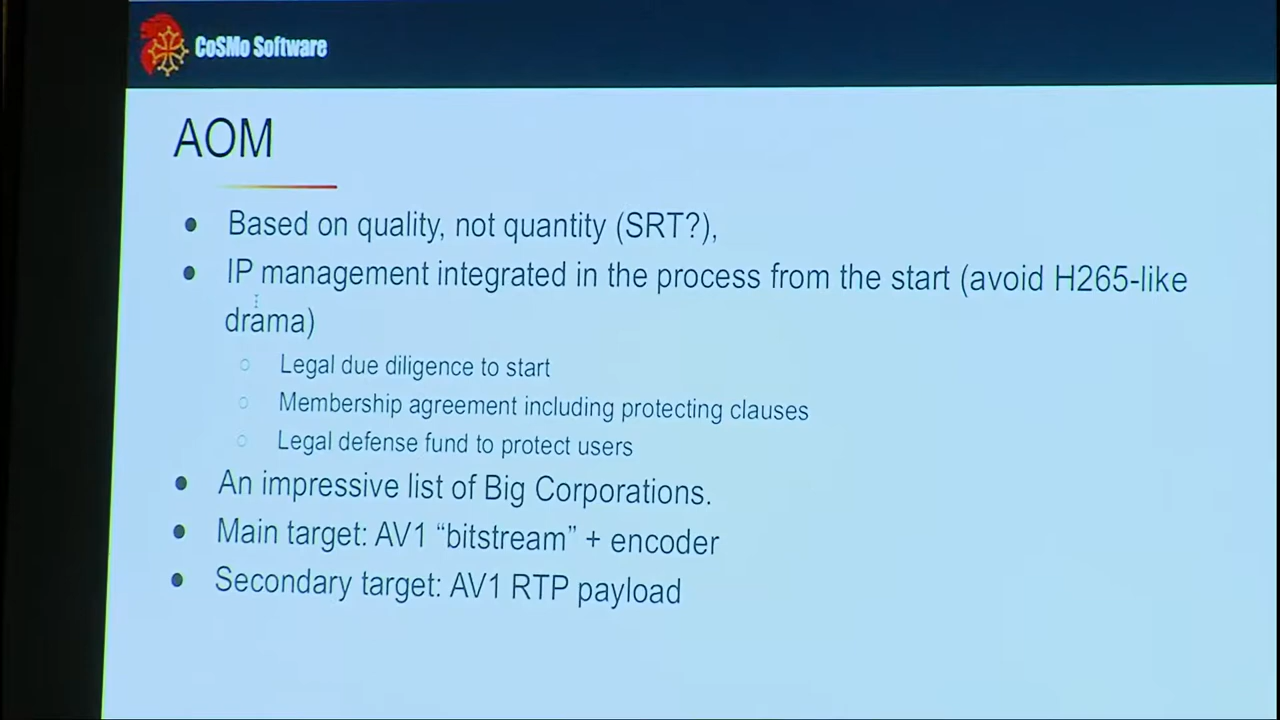 CoSMo Software
AOM
● Based on quality, not quantity (SRT?),
● IP management integrated in the process from the start (avoid H265-like
drama)
○ Legal due diligence to start
○ Membership agreement including protecting clauses
○ Legal defense fund to protect users
● An impressive list of Big Corporations.
● Main target: AV1 “bitstream” + encoder
● Secondary target: AV1 RTP payload